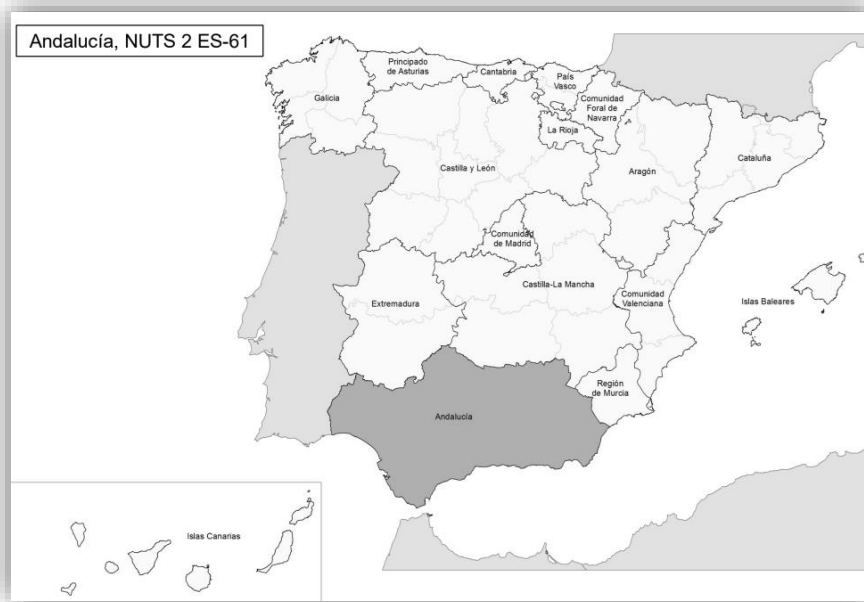 Andalucía, NUTS 2 ES-61
Principado
de Asturias
Cantabria
País
Vasco
Galicia
Comunidad
Foral de
Navarra
La Rioja
Castilla y León
Aragón
Cataluña
Comunidad
de Madrid
Extremadura
Castilla-La Mancha
Comunidad
Valenciana
Islas Baleares
Región
de Murcia
Andalucía
Islas Canarias